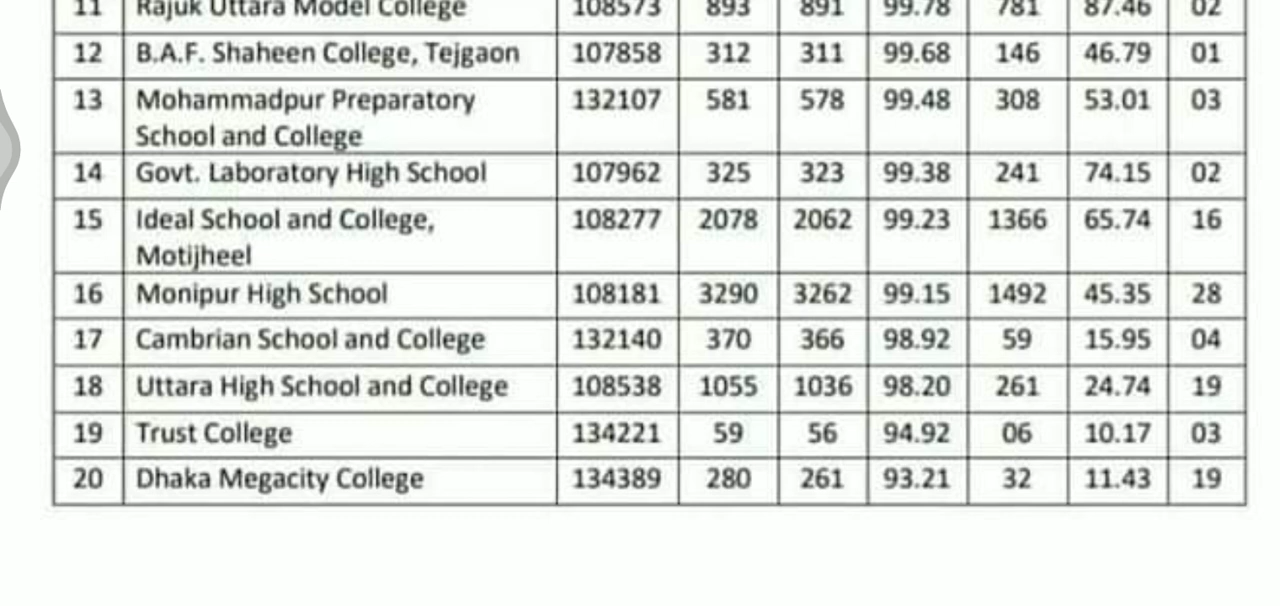 11 Rajuk Uttara Model College 108573 893 891 99.78 781 87.46 02
12 B.A.F. Shaheen College, Tejgaon 107858 312 311 99.68 146 46.79 01
13 Mohammadpur Preparatory 132107 581 578 99.48 308 53.01 03
School and College
14 Govt. Laboratory High School 107962 325 323 99.38 241 74.15 02
15 Ideal School and College, 108277 2078 2062 99.23 1366 65.74 16
Motijheel
16 Monipur High School 108181 3290 3262 99.15 1492 45.35 28
17 Cambrian School and College 132140 370 366 98.92 59 15.95 04
18 Uttara High School and College 108538 1055 1036 98.20 261 24.74 19
19 Trust College 134221 59 56 94.92 06 10.17 03
20 Dhaka Megacity College 134389 280 261 93.21 32 11.43 19